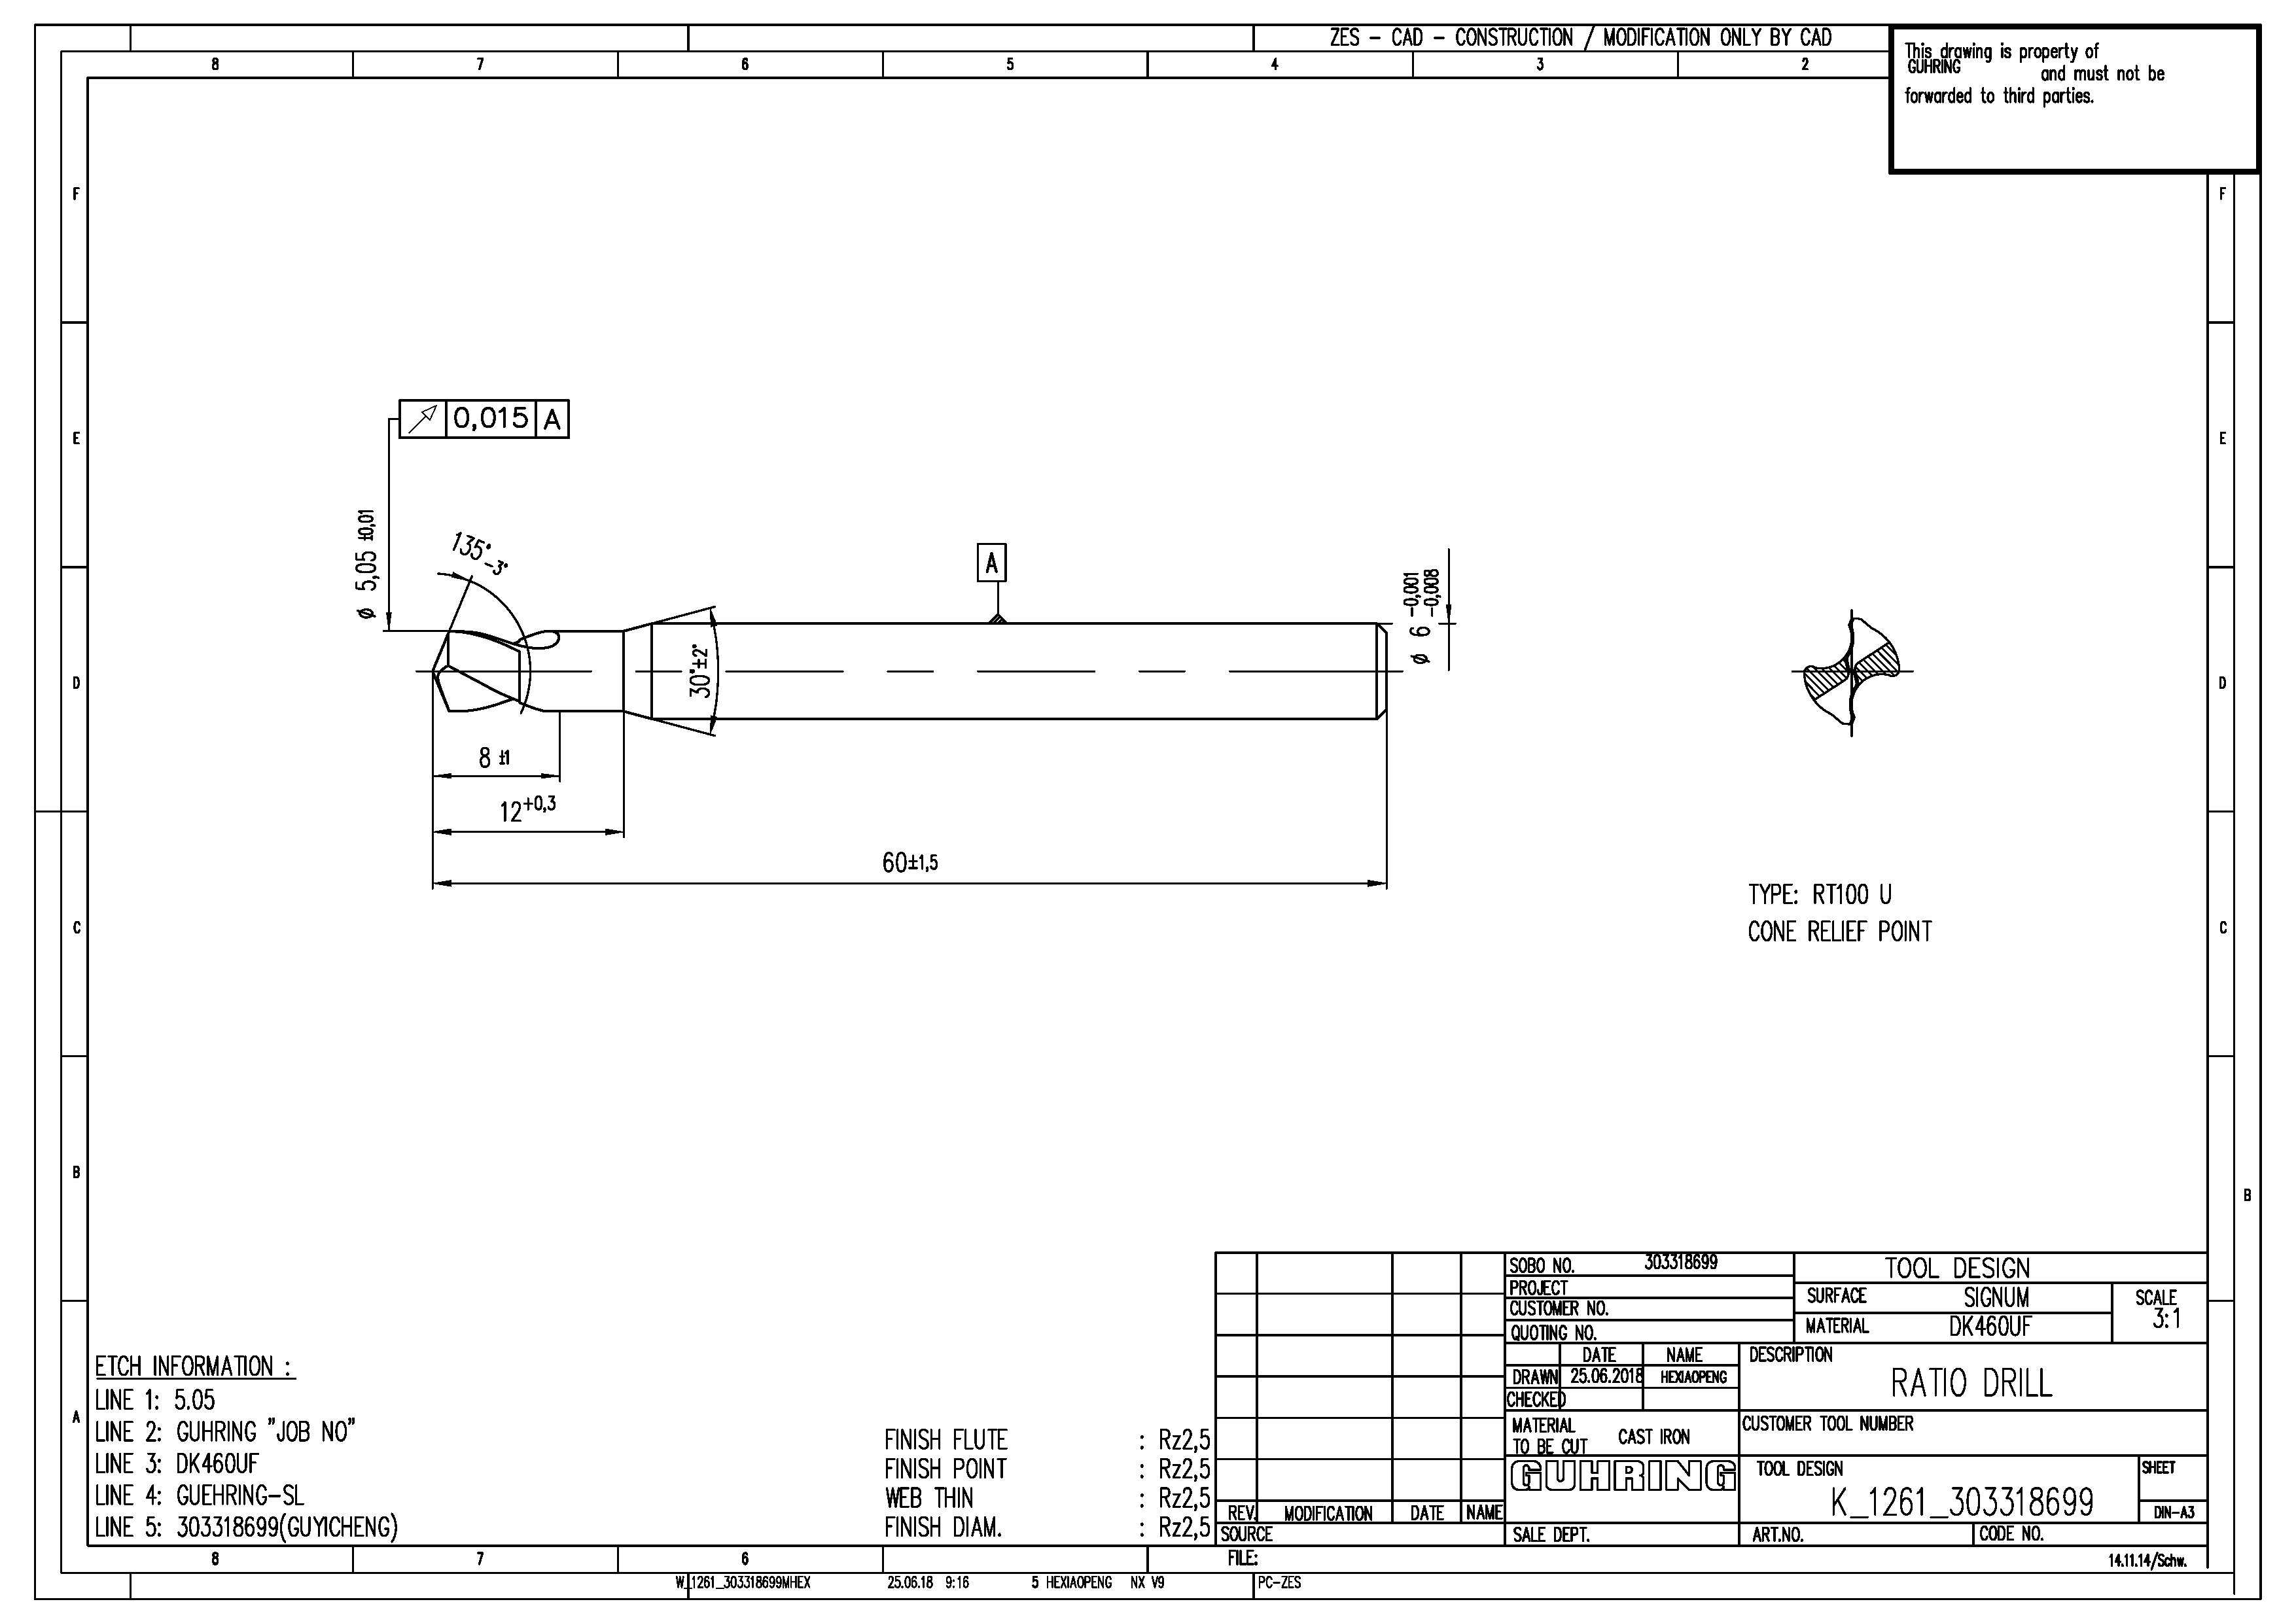 ZES - CAD - CONSTRUCTION / MODIFICATION ONLY BY CAD
This drawing is property of
GUHRING
and must not be
forwarded to third parties.
8 7 6 5 4 3 2
F F
E E
D D
C C
B B
B
A
0,015 A
ø 5,05 ±0,01
135° -3°
A
30°±2°
ø 6 -0,001 -0,008
8 ±1
12+0,3
60±1,5
TYPE: RT100 U
CONE RELIEF POINT
ETCH INFORMATION :
LINE 1: 5.05
LINE 2: GUHRING "JOB NO"
LINE 3: DK460UF
LINE 4: GUEHRING-SL
LINE 5: 303318699(GUYICHENG)
FINISH FLUTE : Rz2,5
FINISH POINT : Rz2,5
WEB THIN : Rz2,5
FINISH DIAM. : Rz2,5
REV. MODIFICATION DATE NAME
SOURCE
FILE:
SOBO NO. 303318699
PROJECT
CUSTOMER NO.
QUOTING NO.
DATE NAME
DRAWN 25.06.2018 HEXIAOPENG
CHECKED
MATERIAL
TO BE CUT CAST IRON
GUHRING
SALE DEPT.
TOOL DESIGN
SURFACE SIGNUM
MATERIAL DK460UF
SCALE
3:1
DESCRIPTION
RATIO DRILL
CUSTOMER TOOL NUMBER
TOOL DESIGN
K_1261_303318699
SHEET
DIN-A3
ART.NO. CODE NO.
14.11.14/Schw.
8 7 6
W_1261_303318699MHEX 25.06.18 9:16 5 HEXIAOPENG NX V9 PC-ZES